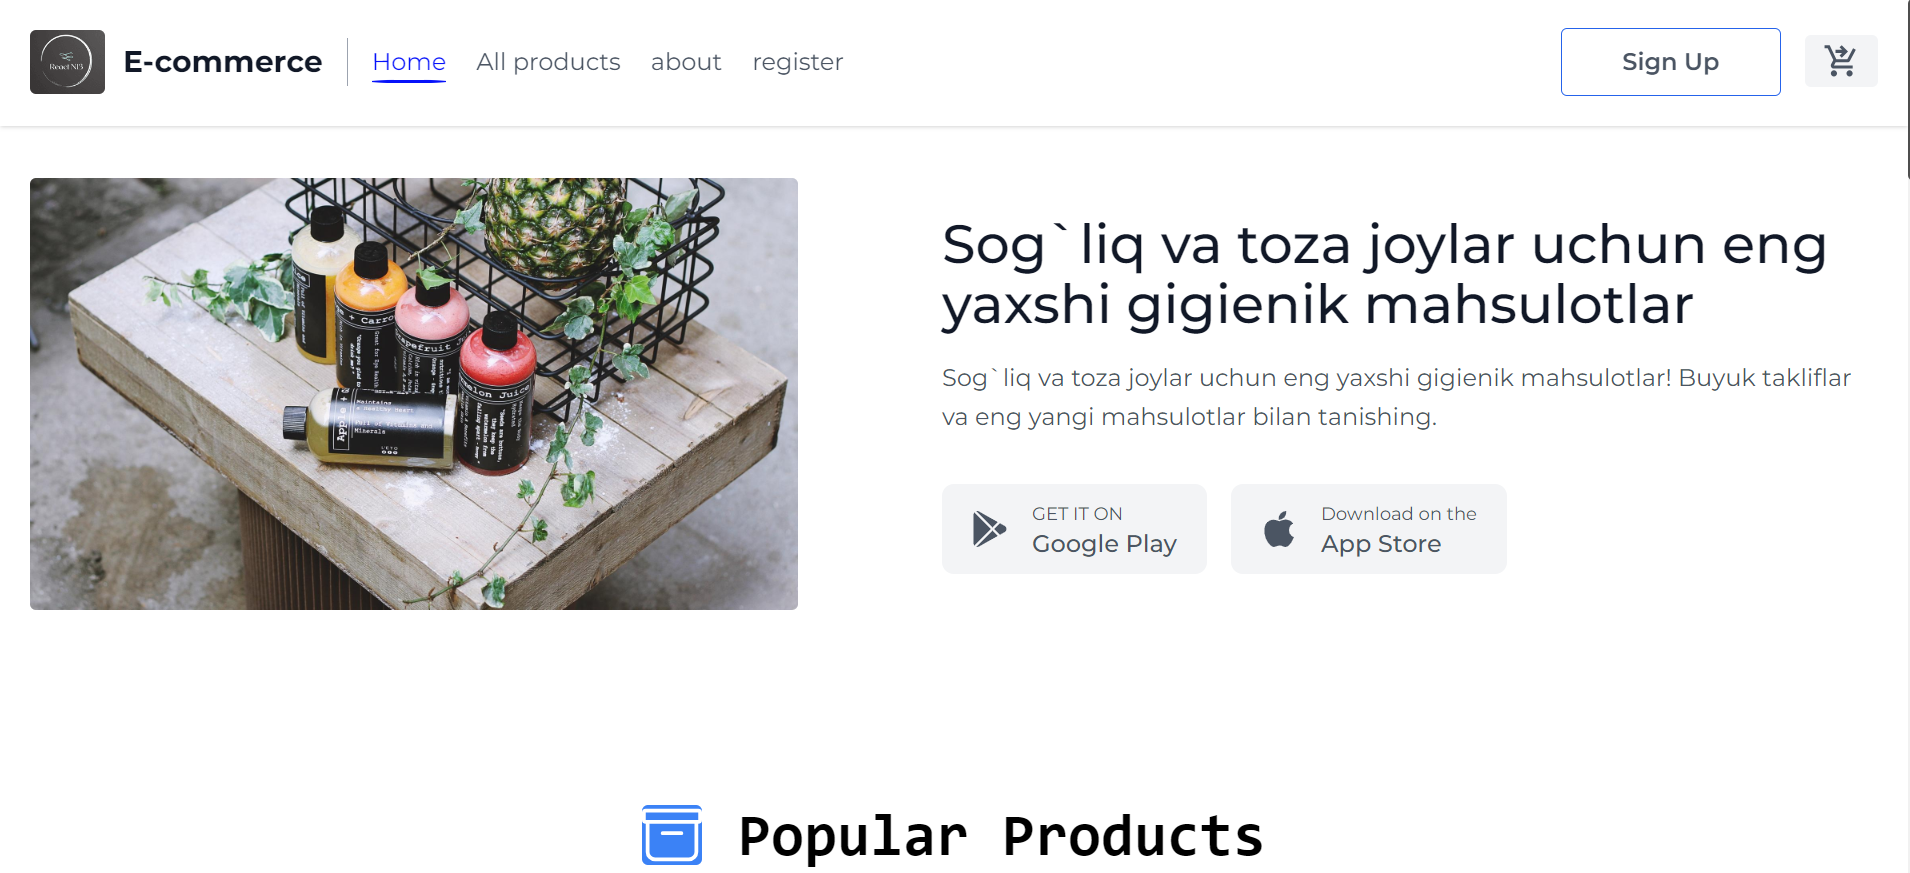 React N13
E-commerce
Home
All products
about
register
Sign Up
Sog`liq va toza joylar uchun eng
yaxshi gigienik mahsulotlar
Sog`liq va toza joylar uchun eng yaxshi gigienik mahsulotlar! Buyuk takliflar
va eng yangi mahsulotlar bilan tanishing.
GET IT ON
Google Play
Download on the
App Store
Popular Products